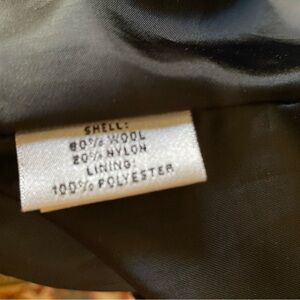 SHELL:
80% WOOL
20% NYLON
LINING:
100% POLYESTER